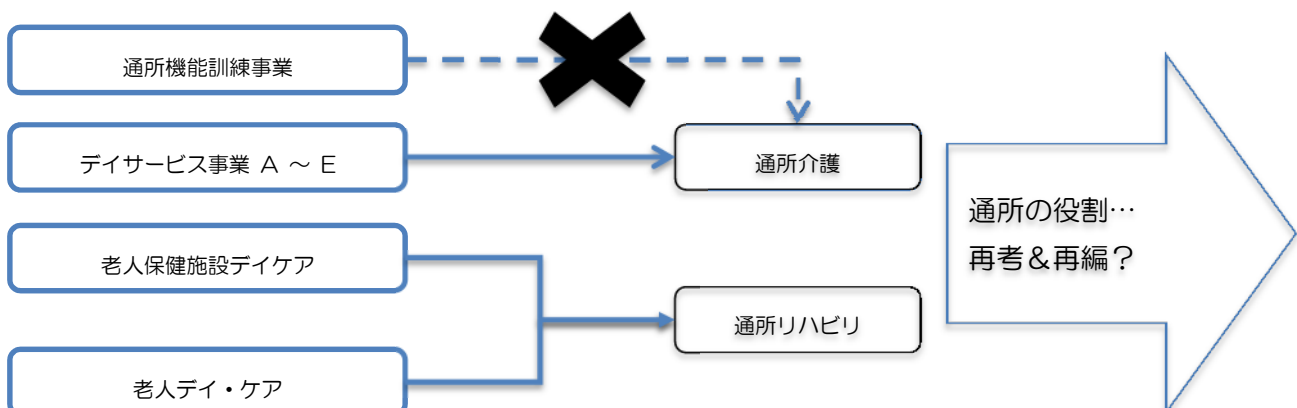 通所機能訓練事業
デイサービス事業 A ～ E
通所介護
老人保健施設デイケア
通所リハビリ
老人デイ・ケア
通所の役割…
再考＆再編？